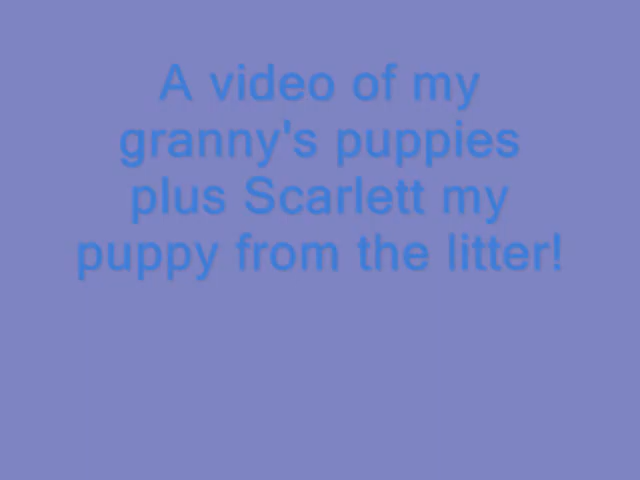 A video of my
granny's puppies
plus Scarlett my
puppy from the litter!